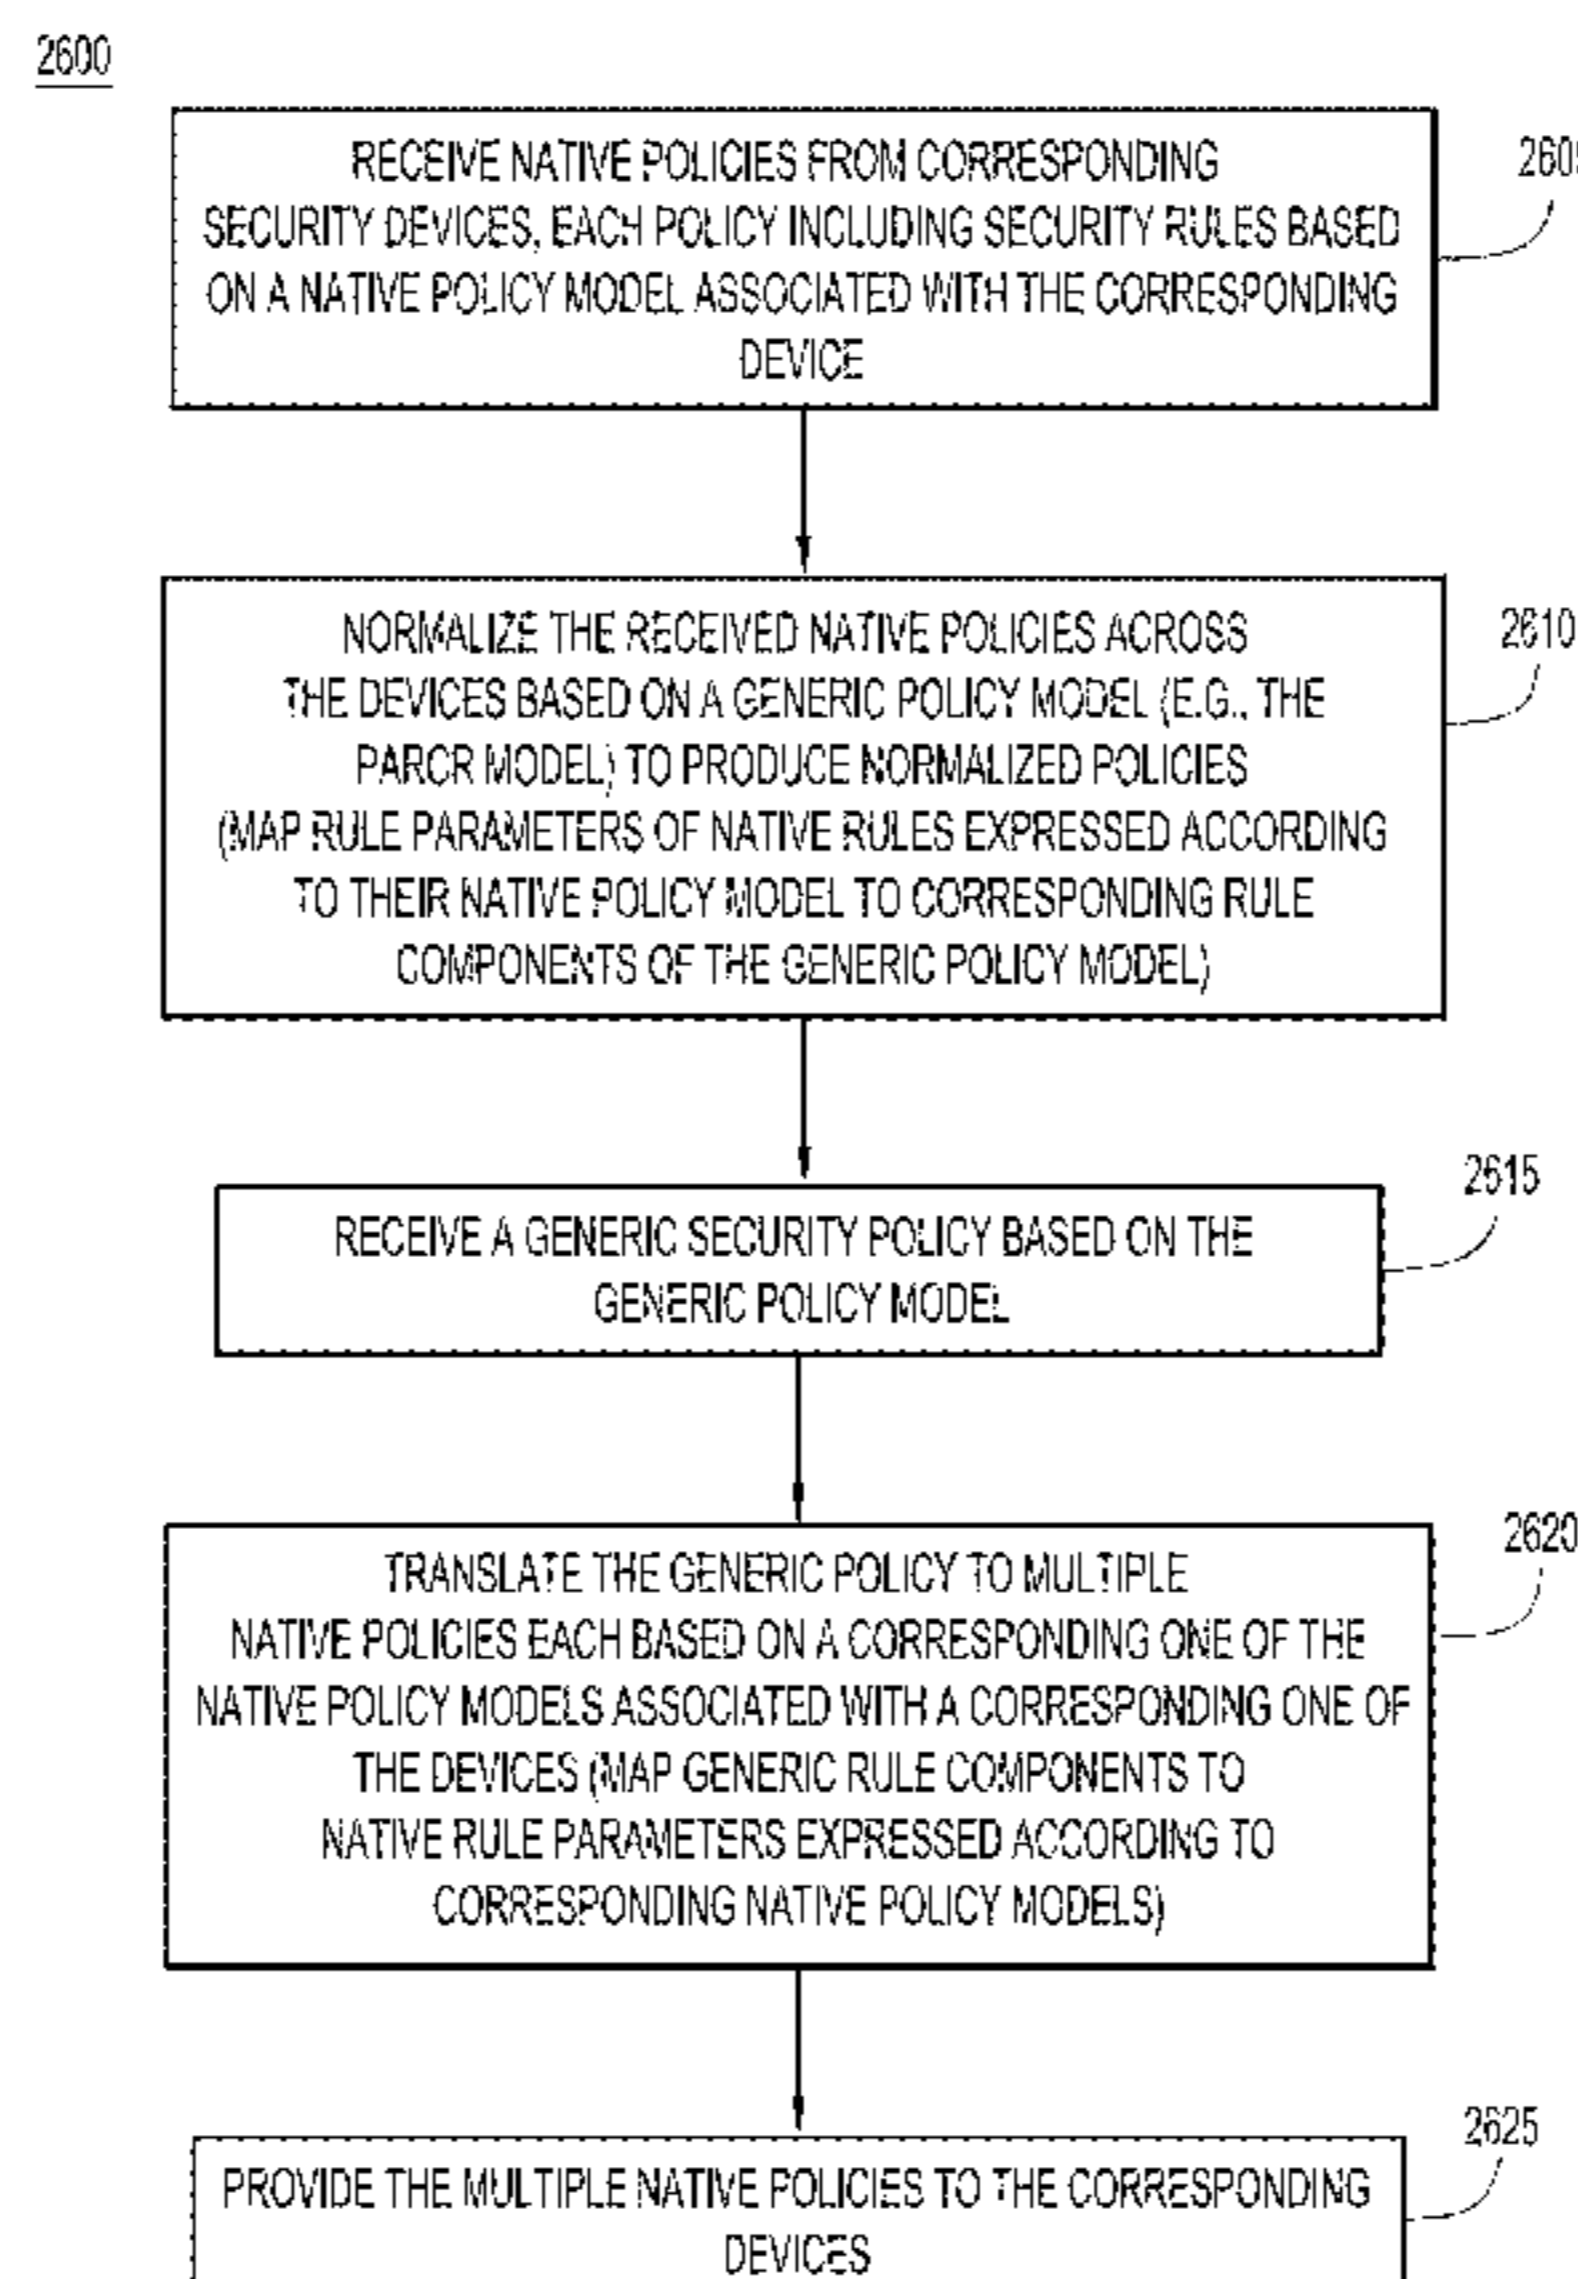 2600
RECEIVE NATIVE POLICIES FROM CORRESPONDING
SECURITY DEVICES, EACH POLICY INCLUDING SECURITY RULES BASED
ON A NATIVE POLICY MODEL ASSOCIATED WITH THE CORRESPONDING
DEVICE
2605
NORMALIZE THE RECEIVED NATIVE POLICIES ACROSS
THE DEVICES BASED ON A GENERIC POLICY MODEL (E.G., THE
PARCR MODEL) TO PRODUCE NORMALIZED POLICIES
(MAP RULE PARAMETERS OF NATIVE RULES EXPRESSED ACCORDING
TO THEIR NATIVE POLICY MODEL TO CORRESPONDING RULE
COMPONENTS OF THE GENERIC POLICY MODEL)
2610
RECEIVE A GENERIC SECURITY POLICY BASED ON THE
GENERIC POLICY MODEL
2615
TRANSLATE THE GENERIC POLICY TO MULTIPLE
NATIVE POLICIES EACH BASED ON A CORRESPONDING ONE OF THE
NATIVE POLICY MODELS ASSOCIATED WITH A CORRESPONDING ONE OF
THE DEVICES (MAP GENERIC RULE COMPONENTS TO
NATIVE RULE PARAMETERS EXPRESSED ACCORDING TO
CORRESPONDING NATIVE POLICY MODELS)
2620
PROVIDE THE MULTIPLE NATIVE POLICIES TO THE CORRESPONDING
DEVICES
2625